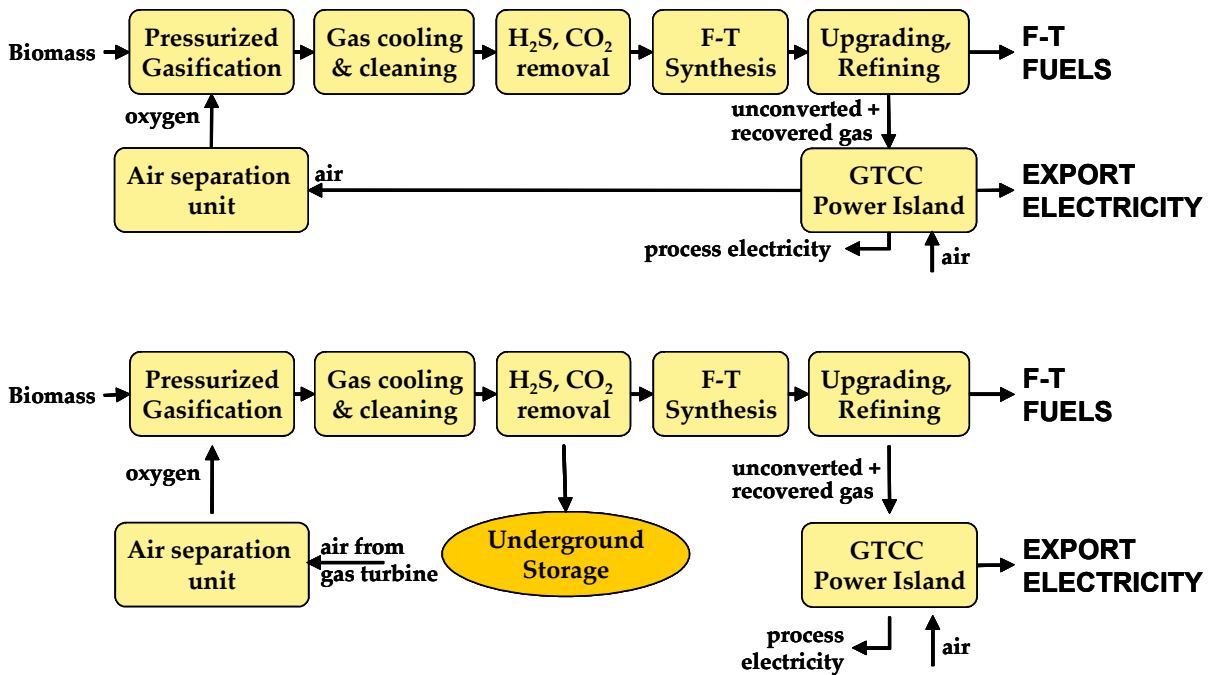 Biomass
Pressurized
Gasification
Gas cooling
& cleaning
H₂S, CO₂
removal
F-T
Synthesis
Upgrading,
Refining
F-T
FUELS
oxygen
unconverted +
recovered gas
Air separation
unit
air
GTCC
Power Island
EXPORT
ELECTRICITY
process electricity
air
Biomass
Pressurized
Gasification
Gas cooling
& cleaning
H₂S, CO₂
removal
F-T
Synthesis
Upgrading,
Refining
F-T
FUELS
oxygen
unconverted +
recovered gas
Air separation
unit
air from
gas turbine
Underground
Storage
GTCC
Power Island
EXPORT
ELECTRICITY
process
electricity
air